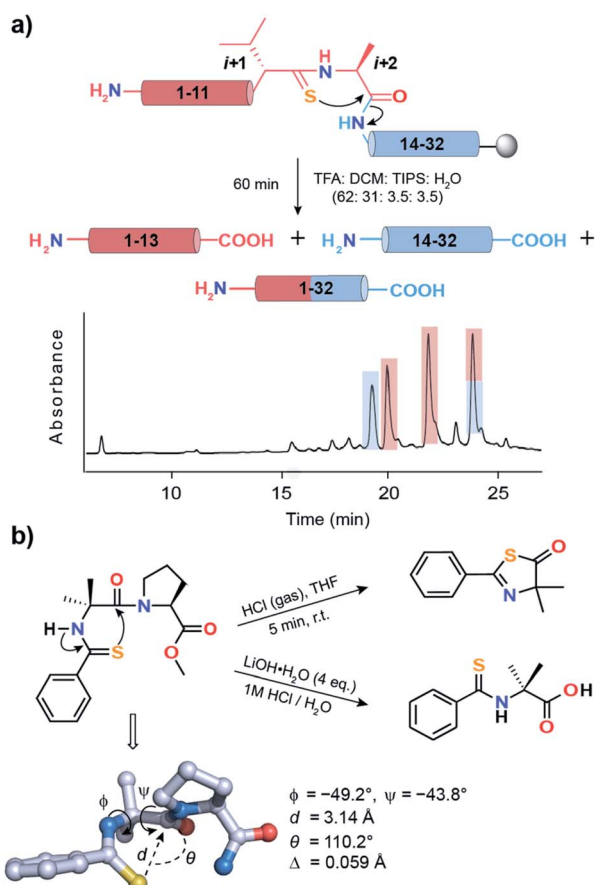 a)
i+1
i+2
H
N
H₂N
1-11
S
O
HN
14-32
60 min
TFA: DCM: TIPS: H₂O
(62: 31: 3.5: 3.5)
H₂N
1-13
COOH
+
H₂N
14-32
COOH
+
H₂N
1-32
COOH
Absorbance
10
15
20
25
Time (min)
b)
O
N
H-N
S
O
O
HCl (gas), THF
5 min, r.t.
S
O
N
LiOH•H₂O (4 eq.)
1M HCl / H₂O
S
N
H
O
OH
ϕ
ψ
d
θ
ϕ = −49.2°, ψ = −43.8°
d = 3.14 Å
θ = 110.2°
Δ = 0.059 Å